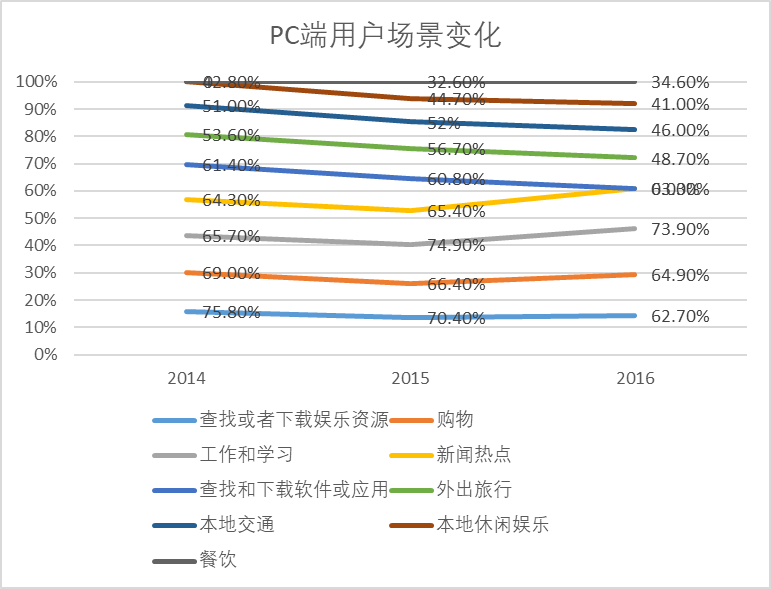 PC端用户场景变化
100%
90%
80%
70%
60%
50%
40%
30%
20%
10%
0%
42.80% 32.60% 34.60%
44.70% 41.00%
51.00% 52% 46.00%
53.60% 56.70% 48.70%
61.40% 60.80%
64.30% 65.40%
65.70% 74.90% 73.90%
69.00% 66.40% 64.90%
75.80% 70.40% 62.70%
2014 2015 2016
查找或者下载娱乐资源 购物
工作和学习 新闻热点
查找和下载软件或应用 外出旅行
本地交通 本地休闲娱乐
餐饮